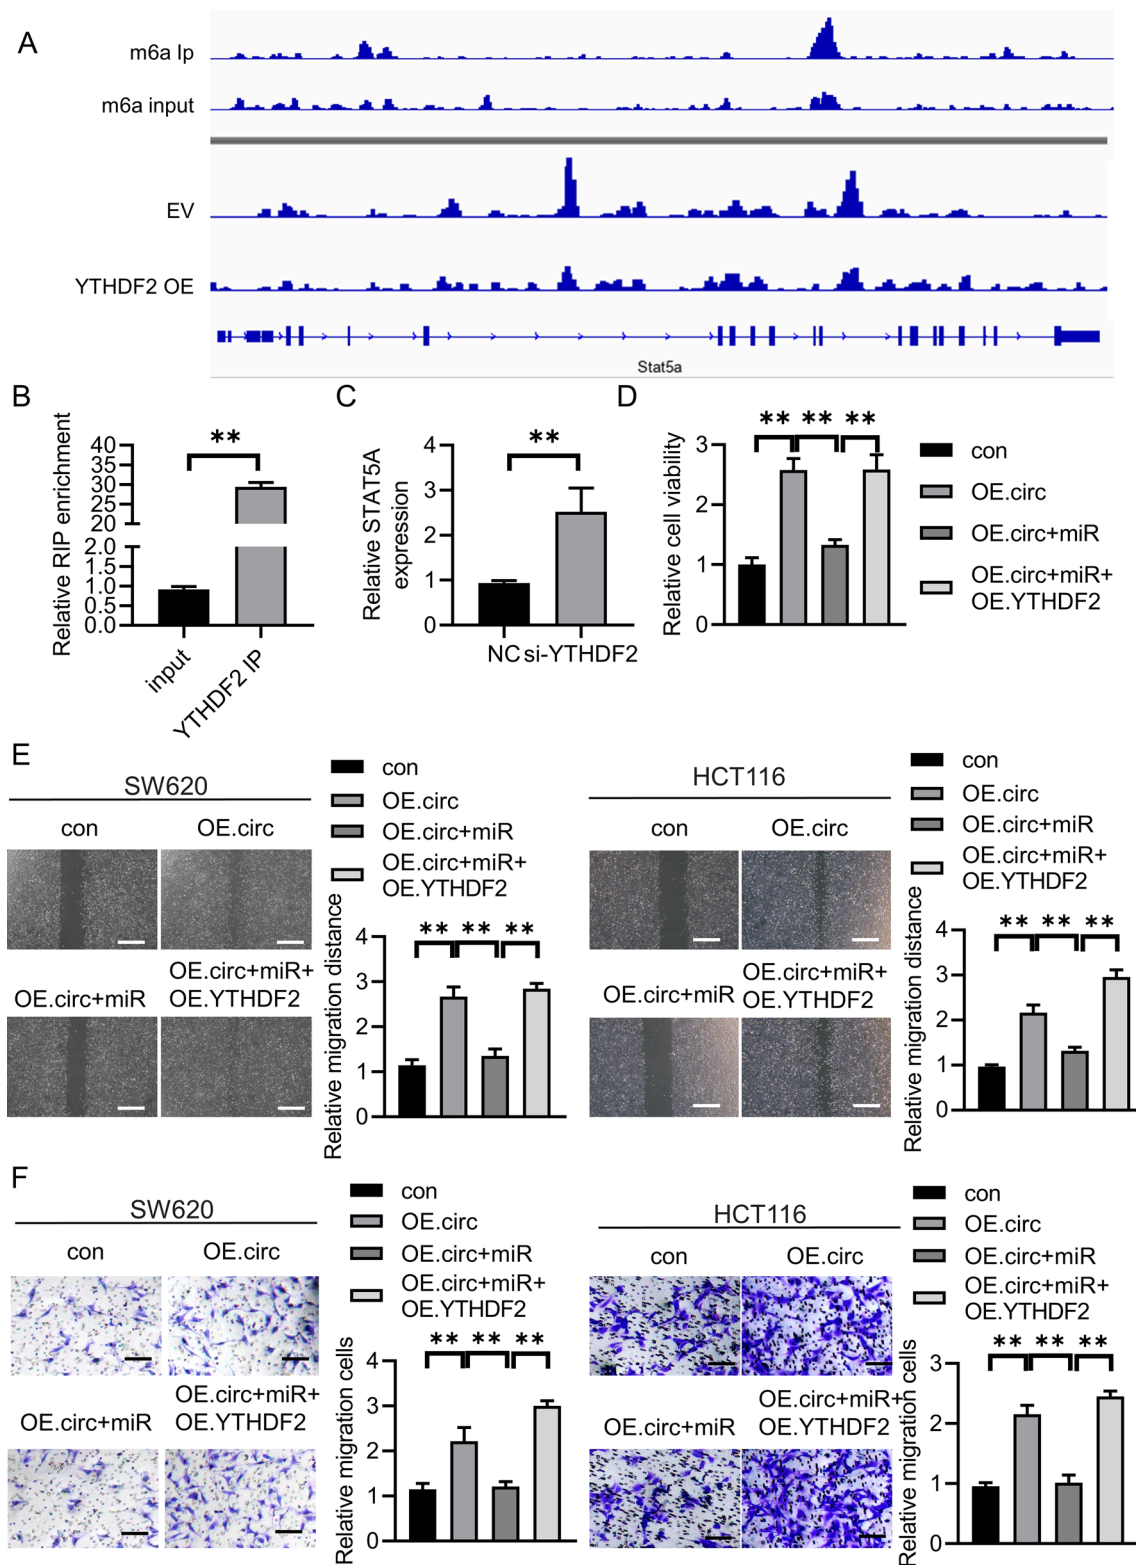 A
m6a Ip
m6a input
EV
YTHDF2 OE
Stat5a
B
Relative RIP enrichment
40
35
30
25
20
2.0
1.5
1.0
0.5
0.0
**
input
YTHDF2 IP
C
Relative STAT5A
expression
4
3
2
1
0
**
NC si-YTHDF2
D
Relative cell viability
3
2
1
0
** ** **
con
OE.circ
OE.circ+miR
OE.circ+miR+
OE.YTHDF2
E
SW620
con OE.circ
OE.circ+miR
OE.circ+miR+
OE.YTHDF2
con
OE.circ
OE.circ+miR
OE.circ+miR+
OE.YTHDF2
Relative migration distance
4
3
2
1
0
** ** **
HCT116
con OE.circ
OE.circ+miR
OE.circ+miR+
OE.YTHDF2
con
OE.circ
OE.circ+miR
OE.circ+miR+
OE.YTHDF2
Relative migration distance
4
3
2
1
0
** ** **
F
SW620
con OE.circ
OE.circ+miR
OE.circ+miR+
OE.YTHDF2
con
OE.circ
OE.circ+miR
OE.circ+miR+
OE.YTHDF2
Relative migration cells
4
3
2
1
0
** ** **
HCT116
con OE.circ
OE.circ+miR
OE.circ+miR+
OE.YTHDF2
con
OE.circ
OE.circ+miR
OE.circ+miR+
OE.YTHDF2
Relative migration cells
3
2
1
0
** ** **